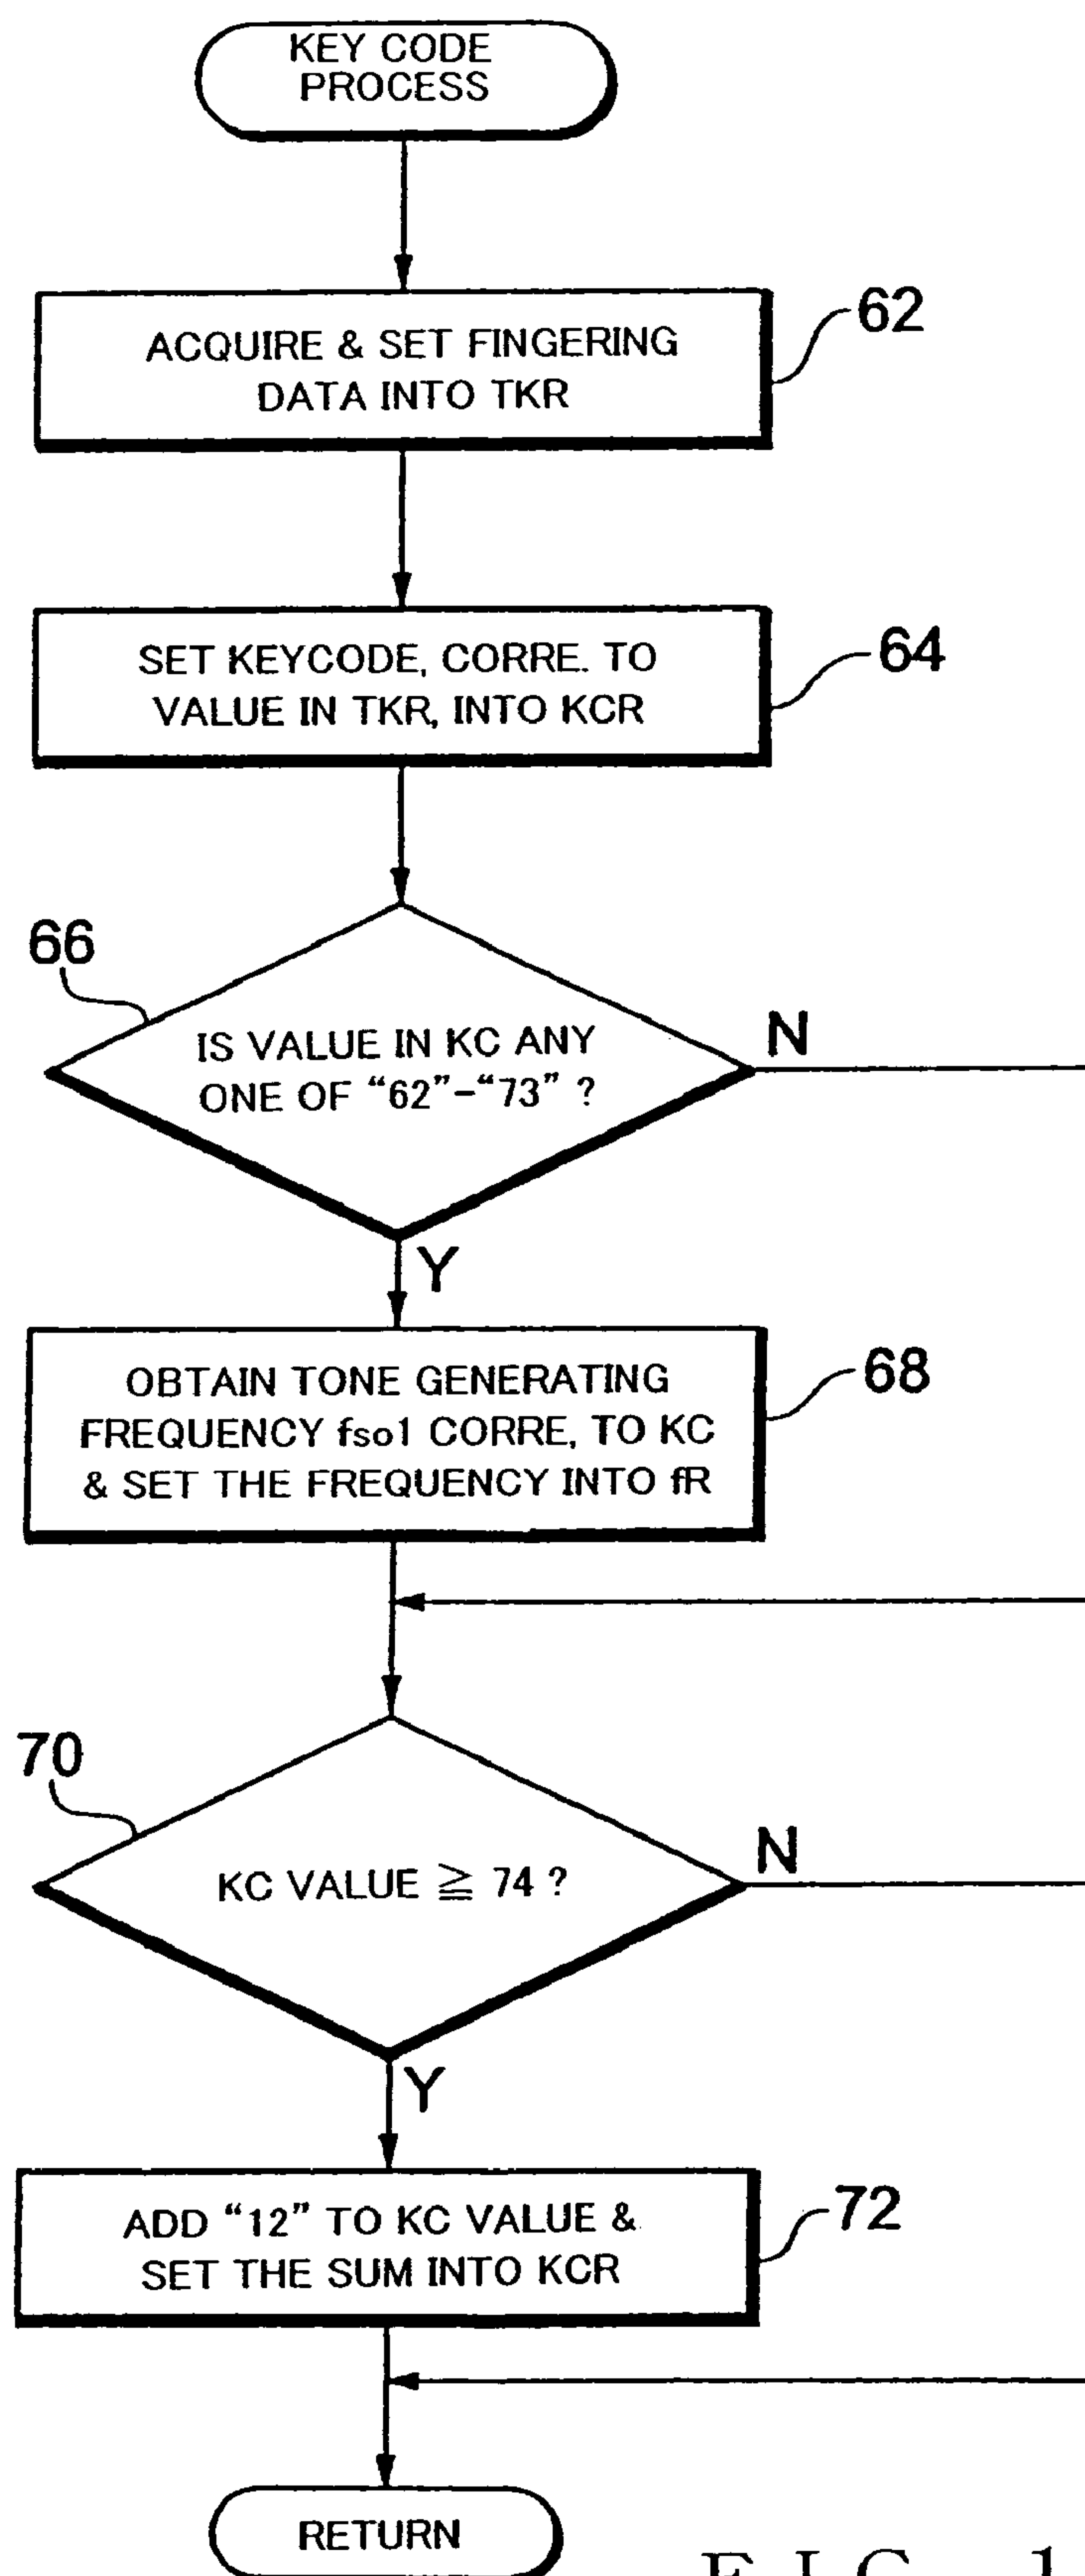 KEY CODE
PROCESS
ACQUIRE & SET FINGERING
DATA INTO TKR
62
SET KEYCODE, CORRE. TO
VALUE IN TKR, INTO KCR
64
66
IS VALUE IN KC ANY
ONE OF “62”-“73” ?
N
Y
OBTAIN TONE GENERATING
FREQUENCY fso1 CORRE, TO KC
& SET THE FREQUENCY INTO fR
68
70
KC VALUE ≧ 74 ?
N
Y
ADD “12” TO KC VALUE &
SET THE SUM INTO KCR
72
RETURN